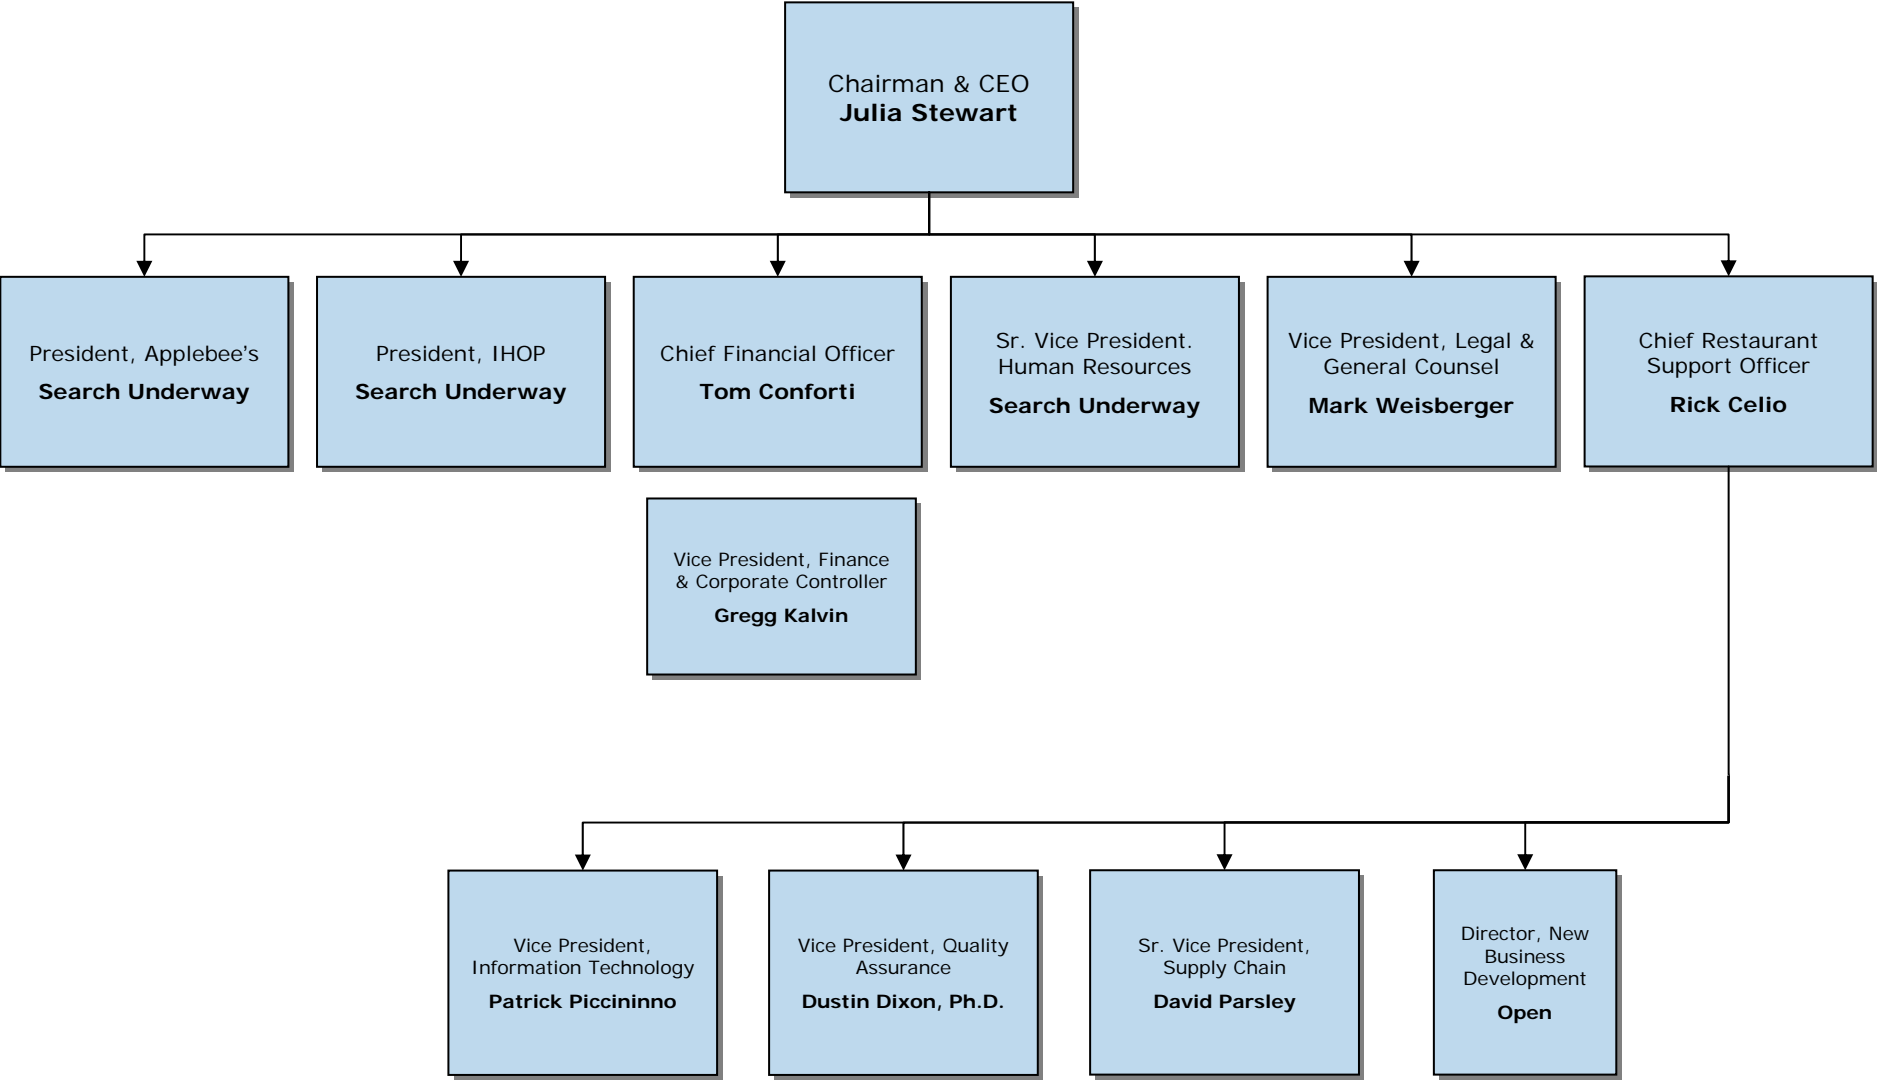 Chairman & CEO
Julia Stewart
President, Applebee's
Search Underway
President, IHOP
Search Underway
Chief Financial Officer
Tom Conforti
Sr. Vice President.
Human Resources
Search Underway
Vice President, Legal &
General Counsel
Mark Weisberger
Chief Restaurant
Support Officer
Rick Celio
Vice President, Finance
& Corporate Controller
Gregg Kalvin
Vice President,
Information Technology
Patrick Piccininno
Vice President, Quality
Assurance
Dustin Dixon, Ph.D.
Sr. Vice President,
Supply Chain
David Parsley
Director, New
Business
Development
Open